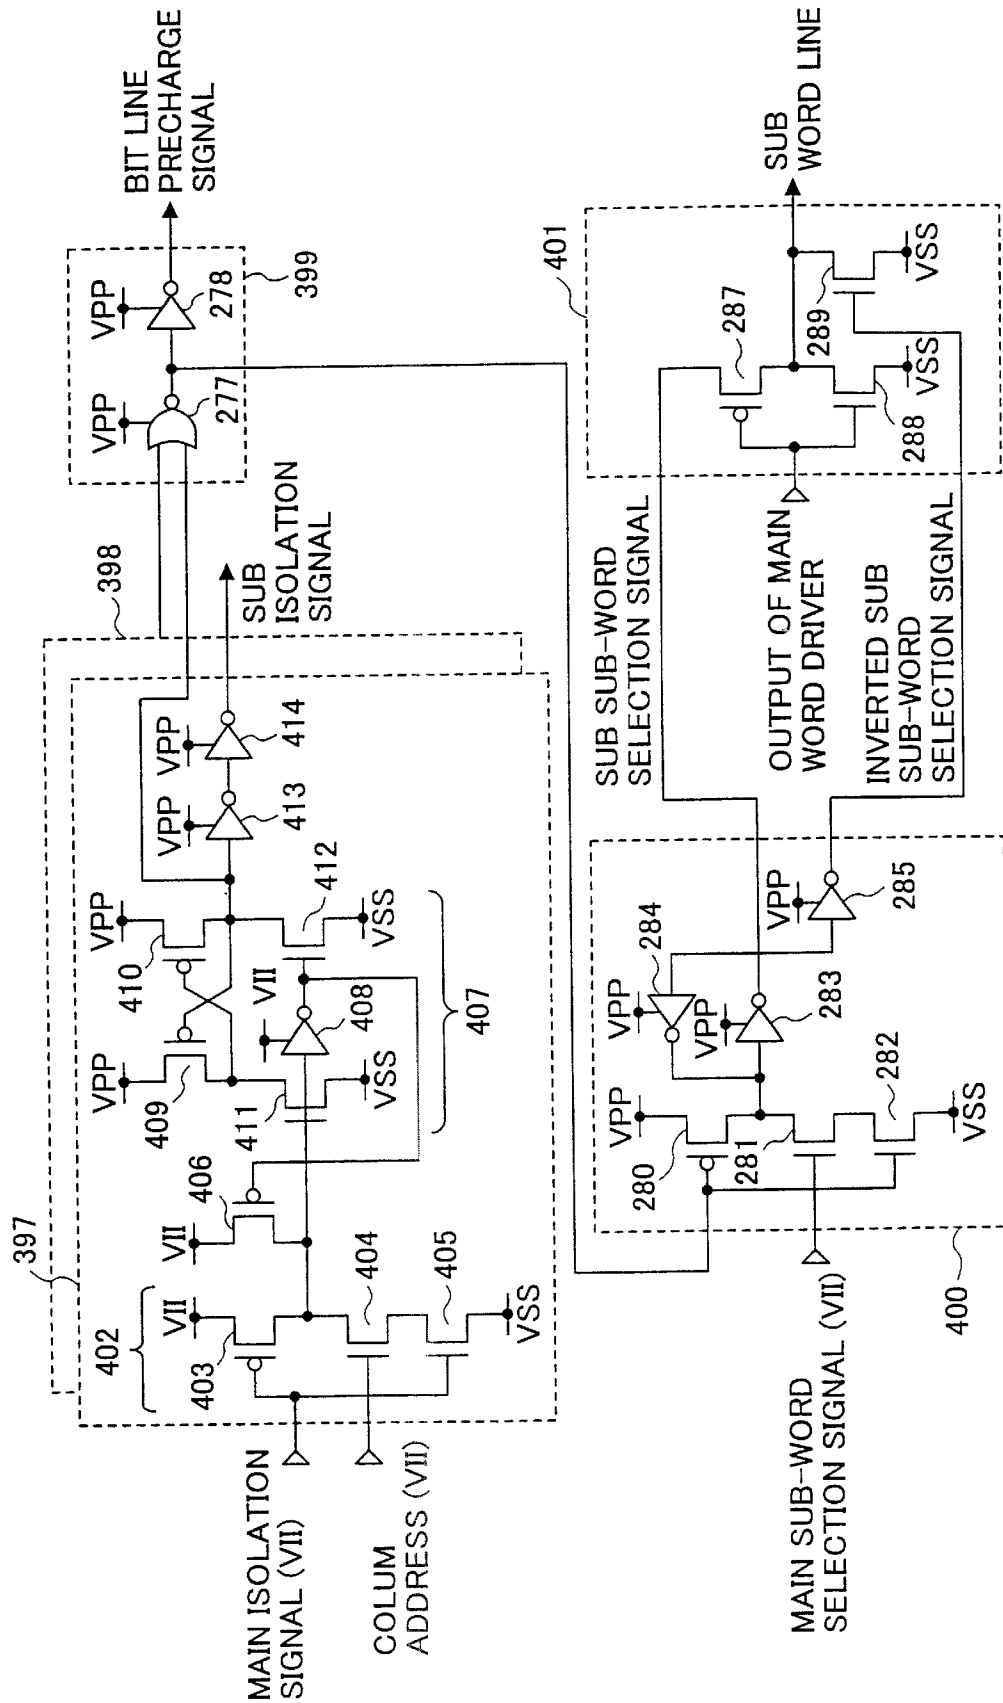 397
398
402
VII
403
404
405
VSS
VII
406
VPP
409
VPP
410
411
VSS
VII
408
412
VSS
407
VPP
413
VPP
414
MAIN ISOLATION
SIGNAL (VII)
COLUM
ADDRESS (VII)
SUB
ISOLATION
SIGNAL
VPP
277
VPP
278
399
BIT LINE
PRECHARGE
SIGNAL
MAIN SUB-WORD
SELECTION SIGNAL (VII)
400
VPP
280
281
282
VSS
VPP
284
VPP
283
VPP
285
SUB SUB-WORD
SELECTION SIGNAL
OUTPUT OF MAIN
WORD DRIVER
INVERTED SUB
SUB-WORD
SELECTION SIGNAL
401
287
288
VSS
289
VSS
SUB
WORD LINE